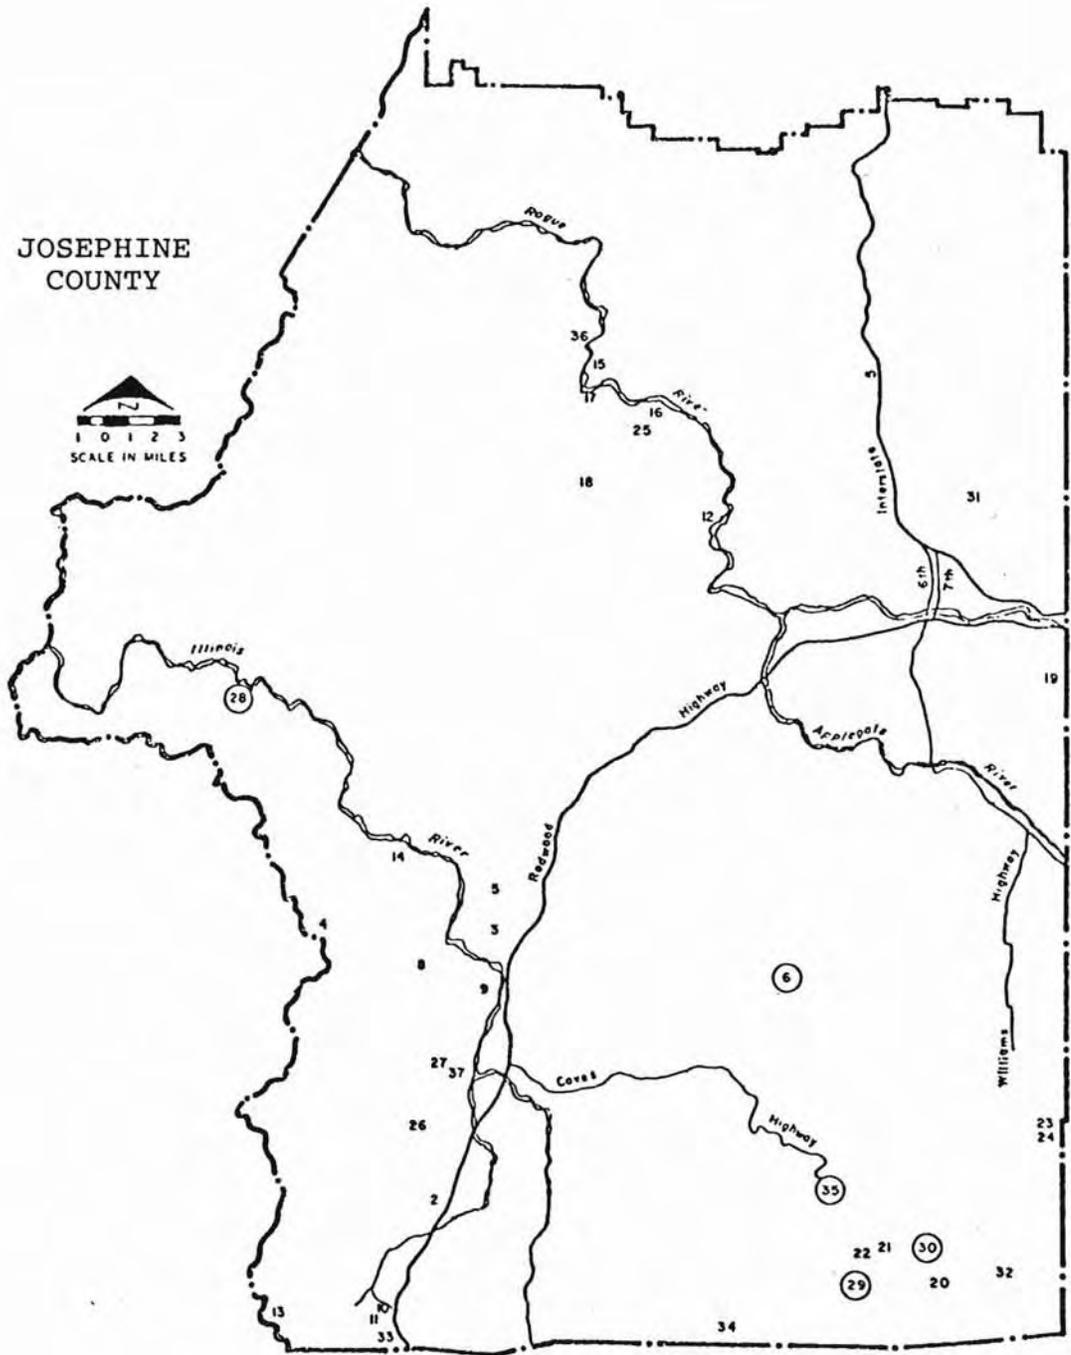 Rogue
JOSEPHINE
COUNTY
36
15
N
17
16
River
25
5
1 0 1 2 3
SCALE IN MILES
Interstate
18
31
12
6th
7th
Illinois
28
19
Highway
Applegate
River
River
14
Redwood
5
Highway
4
3
8
6
9
27
37
Caves
Williams
26
Highway
23
24
35
2
22
21
30
29
20
32
13
10
11
33
34